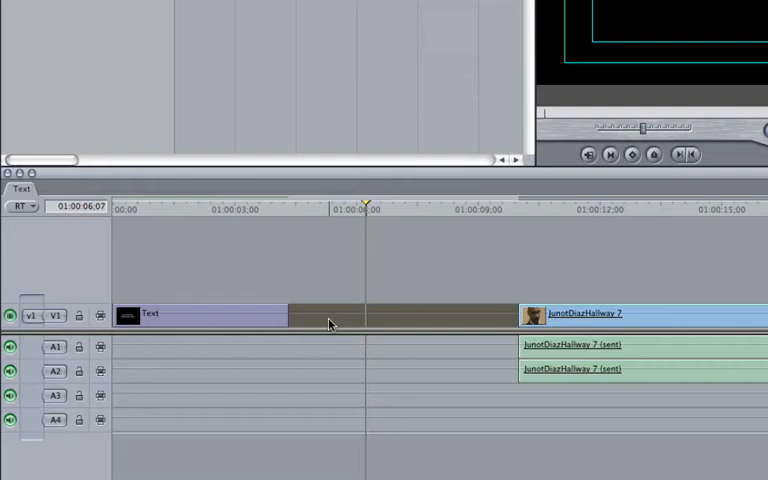 Text
RT 01:00:06;07 00;00 01:00:03;00 01:00:06;00 01:00:09;00 01:00:12;00 01:00:15;00
v1 V1 Text JunotDiazHallway 7
A1 JunotDiazHallway 7 (sent)
A2 JunotDiazHallway 7 (sent)
A3
A4